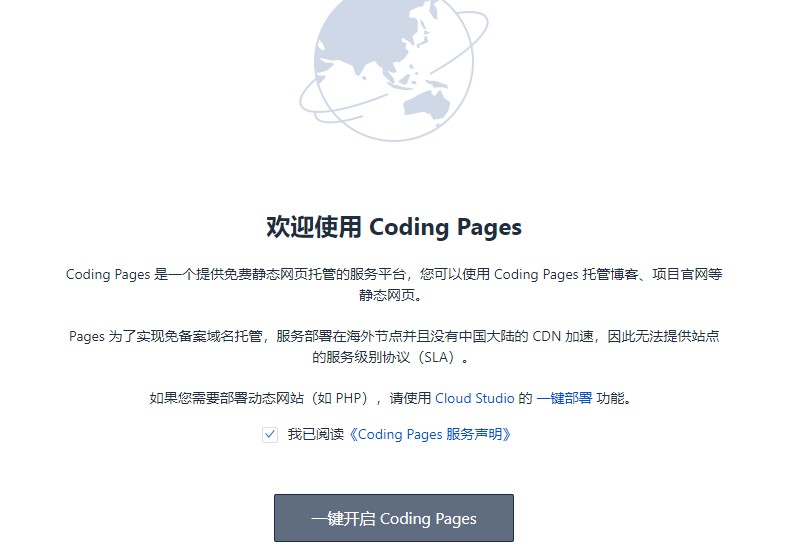 欢迎使用 Coding Pages
Coding Pages 是一个提供免费静态网页托管的服务平台，您可以使用 Coding Pages 托管博客、项目官网等
静态网页。
Pages 为了实现免备案域名托管，服务部署在海外节点并且没有中国大陆的 CDN 加速，因此无法提供站点
的服务级别协议（SLA）。
如果您需要部署动态网站（如 PHP），请使用 Cloud Studio 的 一键部署 功能。
我已阅读《Coding Pages 服务声明》
一键开启 Coding Pages